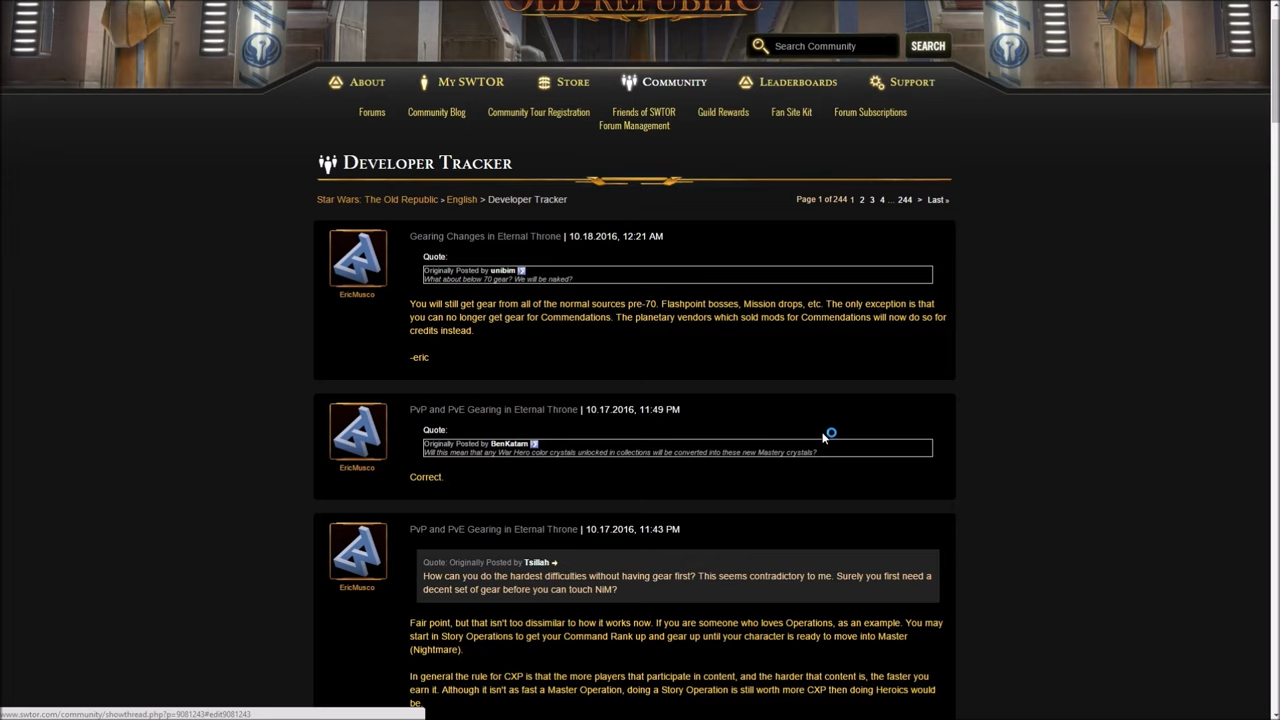 OLD REPUBLIC
Search Community
SEARCH
ABOUT
MY SWTOR
STORE
COMMUNITY
LEADERBOARDS
SUPPORT
Forums
Community Blog
Community Tour Registration
Friends of SWTOR
Guild Rewards
Fan Site Kit
Forum Subscriptions
Forum Management
DEVELOPER TRACKER
Star Wars: The Old Republic > English > Developer Tracker
Page 1 of 244 1 2 3 4 ... 244 > Last »
Gearing Changes in Eternal Throne | 10.18.2016, 12:21 AM
EricMusco
Quote:
Originally Posted by unibim
What about below 70 gear? We will be naked?
You will still get gear from all of the normal sources pre-70. Flashpoint bosses, Mission drops, etc. The only exception is that
you can no longer get gear for Commendations. The planetary vendors which sold mods for Commendations will now do so for
credits instead.
-eric
PvP and PvE Gearing in Eternal Throne | 10.17.2016, 11:49 PM
EricMusco
Quote:
Originally Posted by BenKatarn
Will this mean that any War Hero color crystals unlocked in collections will be converted into these new Mastery crystals?
Correct.
PvP and PvE Gearing in Eternal Throne | 10.17.2016, 11:43 PM
EricMusco
Quote: Originally Posted by Tsillah
How can you do the hardest difficulties without having gear first? This seems contradictory to me. Surely you first need a
decent set of gear before you can touch NiM?
Fair point, but that isn't too dissimilar to how it works now. If you are someone who loves Operations, as an example. You may
start in Story Operations to get your Command Rank up and gear up until your character is ready to move into Master
(Nightmare).
In general the rule for CXP is that the more players that participate in content, and the harder that content is, the faster you
earn it. Although it isn't as fast a Master Operation, doing a Story Operation is still worth more CXP then doing Heroics would
be.
www.swtor.com/community/showthread.php?p=9081243#edit9081243